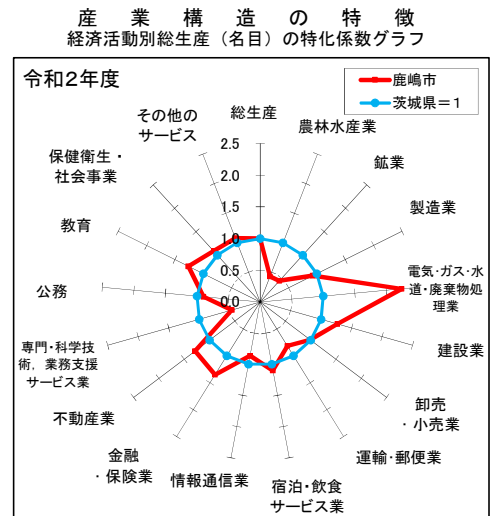 産業構造の特徴
経済活動別総生産（名目）の特化係数グラフ
令和2年度
鹿嶋市
茨城県＝1
総生産
農林水産業
鉱業
製造業
電気･ガス･水
道･廃棄物処
理業
建設業
卸売
・小売業
運輸･郵便業
宿泊・飲食
サービス業
情報通信業
金融
・保険業
不動産業
専門・科学技
術，業務支援
サービス業
公務
教育
保健衛生・
社会事業
その他の
サービス
2.5
2.0
1.5
1.0
0.5
0.0